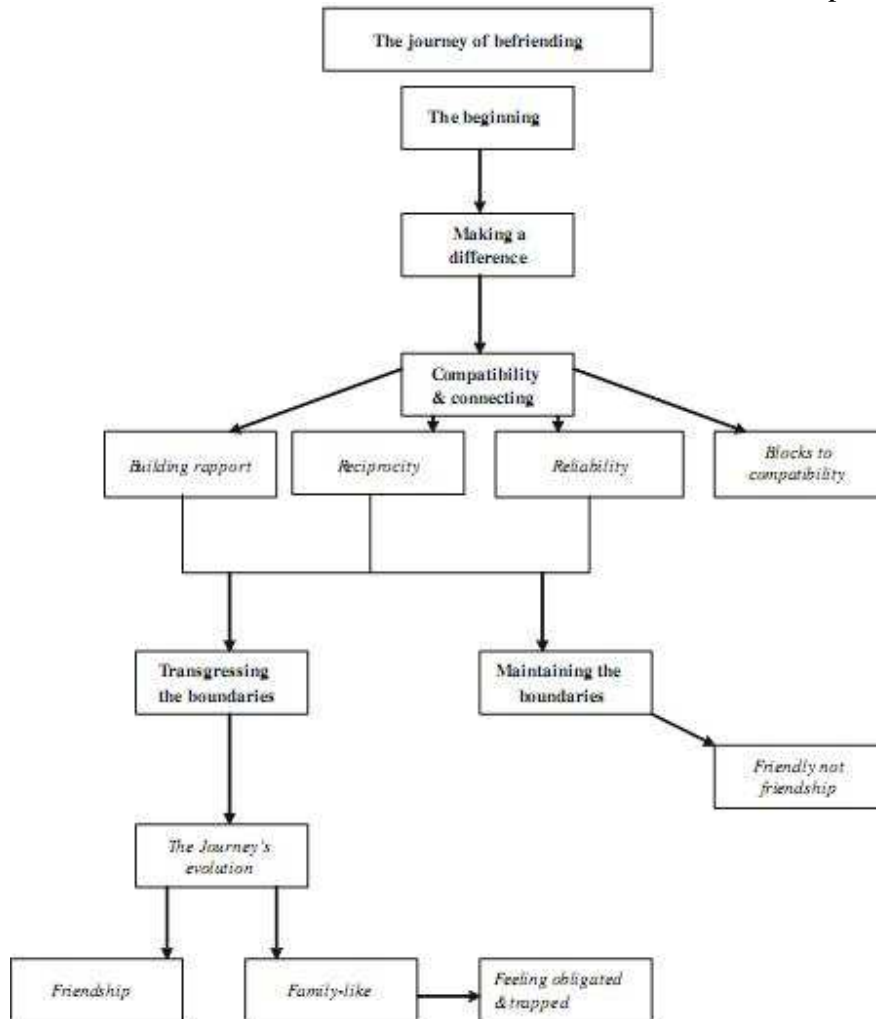 The journey of befriending
The beginning
Making a
difference
Compatibility
& connecting
Building rapport
Reciprocity
Reliability
Blocks to
compatibility
Transgressing
the boundaries
Maintaining the
boundaries
Friendly not
friendship
The Journey's
evolution
Friendship
Family-like
Feeling obligated
& trapped